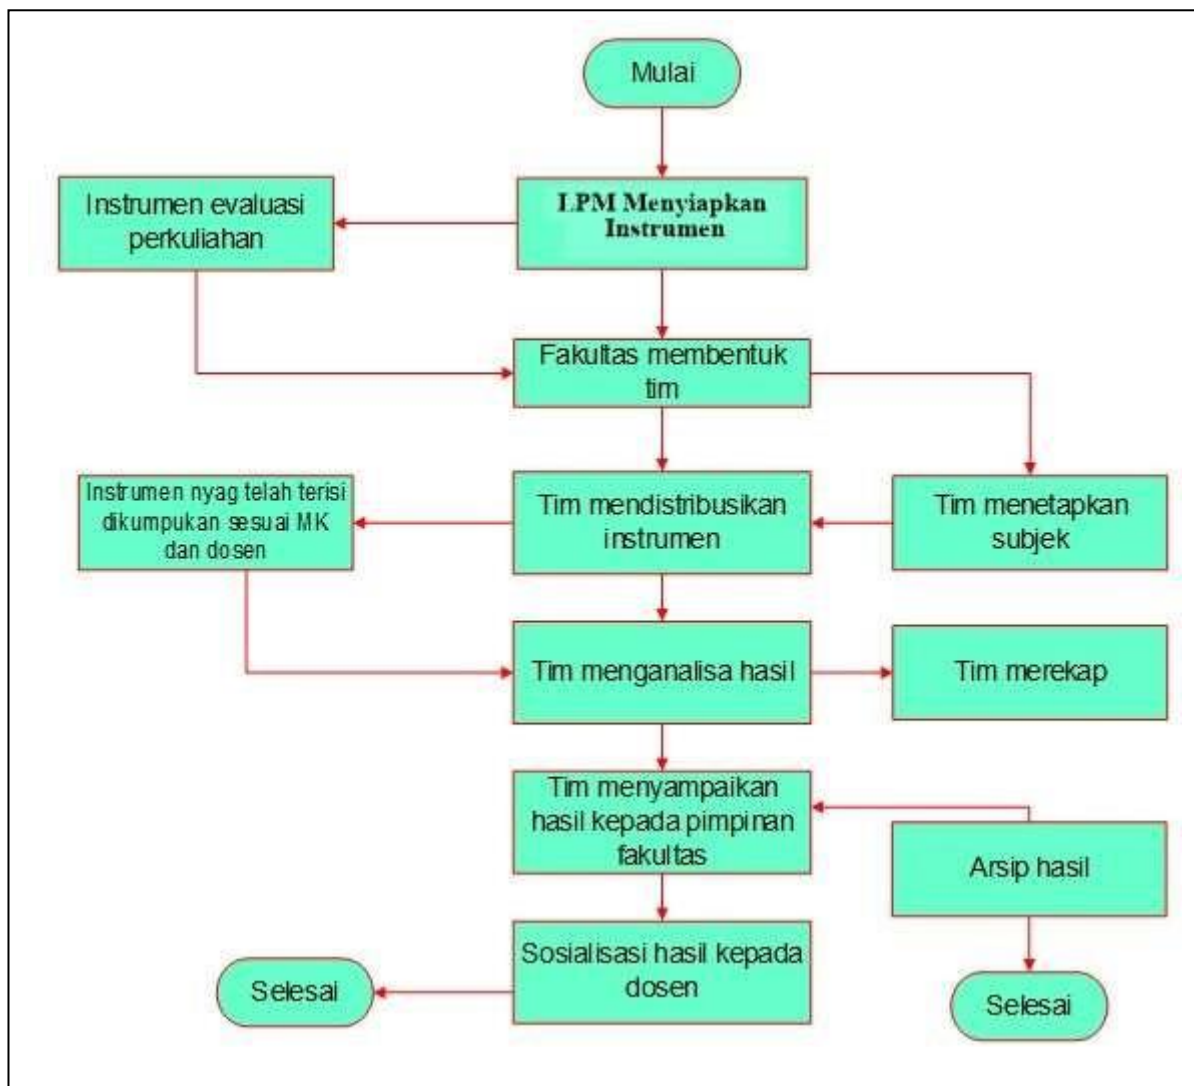 Mulai
LPM Menyiapkan
Instrumen
Instrumen evaluasi
perkuliahan
Fakultas membentuk
tim
Instrumen nyag telah terisi
dikumpukan sesuai MK
dan dosen
Tim mendistribusikan
instrumen
Tim menetapkan
subjek
Tim menganalisa hasil
Tim merekap
Tim menyampaikan
hasil kepada pimpinan
fakultas
Arsip hasil
Sosialisasi hasil kepada
dosen
Selesai
Selesai